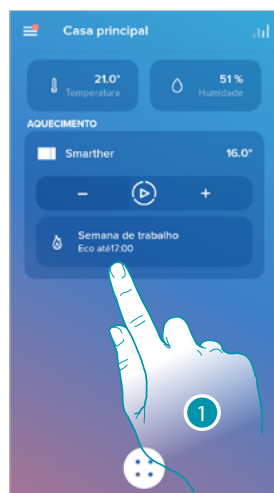 Casa principal
21.0°
Temperatura
51 %
Humidade
AQUECIMENTO
Smarther
16.0°
− +
Semana de trabalho
Eco até17:00
1